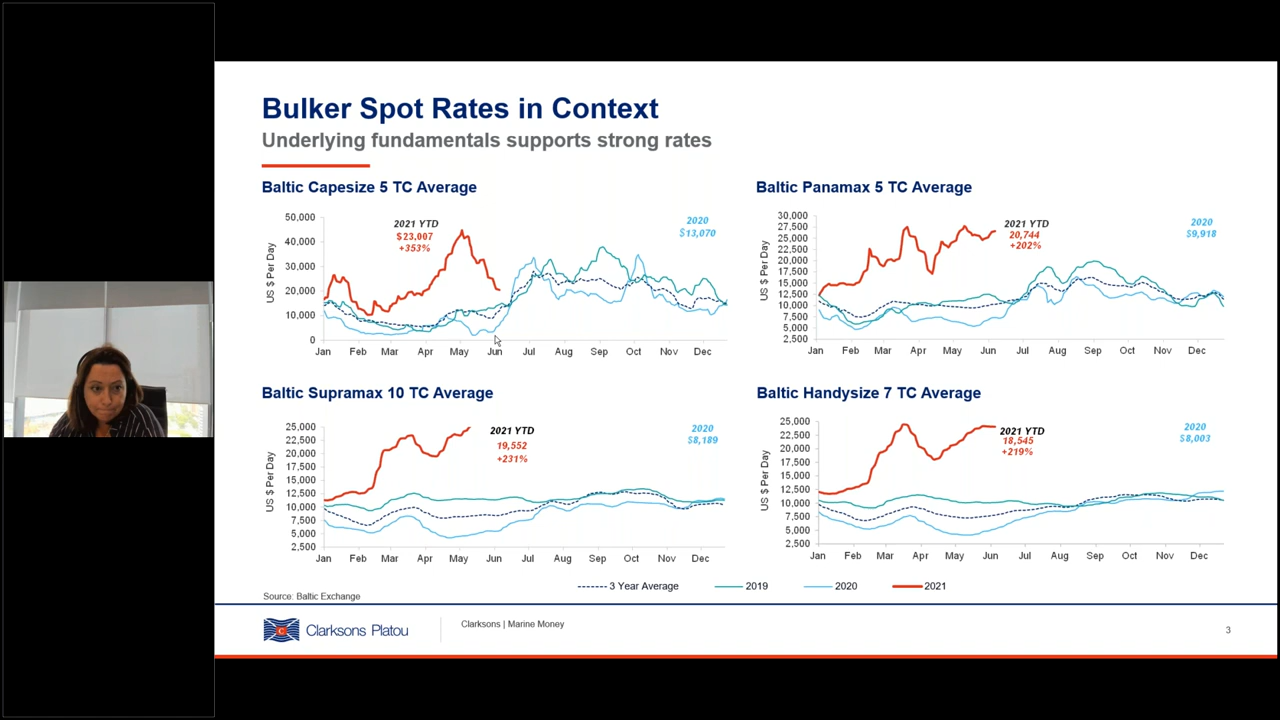 Bulker Spot Rates in Context
Underlying fundamentals supports strong rates
Baltic Capesize 5 TC Average
US $ Per Day
50,000
40,000
30,000
20,000
10,000
0
Jan Feb Mar Apr May Jun Jul Aug Sep Oct Nov Dec
2021 YTD
$23,007
+353%
2020
$13,070
Baltic Panamax 5 TC Average
US $ Per Day
30,000
27,500
25,000
22,500
20,000
17,500
15,000
12,500
10,000
7,500
5,000
2,500
Jan Feb Mar Apr May Jun Jul Aug Sep Oct Nov Dec
2021 YTD
20,744
+202%
2020
$9,918
Baltic Supramax 10 TC Average
US $ Per Day
25,000
22,500
20,000
17,500
15,000
12,500
10,000
7,500
5,000
2,500
Jan Feb Mar Apr May Jun Jul Aug Sep Oct Nov Dec
2021 YTD
19,552
+231%
2020
$8,189
Baltic Handysize 7 TC Average
US $ Per Day
25,000
22,500
20,000
17,500
15,000
12,500
10,000
7,500
5,000
2,500
Jan Feb Mar Apr May Jun Jul Aug Sep Oct Nov Dec
2021 YTD
18,545
+219%
2020
$8,003
3 Year Average 2019 2020 2021
Source: Baltic Exchange
Clarksons Platou
Clarksons | Marine Money
3